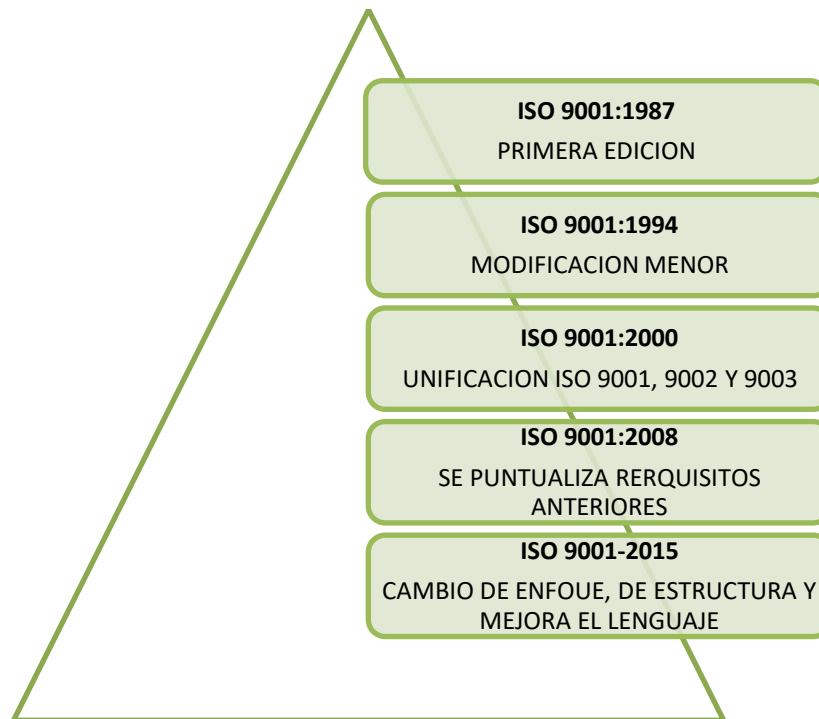 ISO 9001:1987
PRIMERA EDICION
ISO 9001:1994
MODIFICACION MENOR
ISO 9001:2000
UNIFICACION ISO 9001, 9002 Y 9003
ISO 9001:2008
SE PUNTUALIZA RERQUISITOS
ANTERIORES
ISO 9001-2015
CAMBIO DE ENFOUE, DE ESTRUCTURA Y
MEJORA EL LENGUAJE